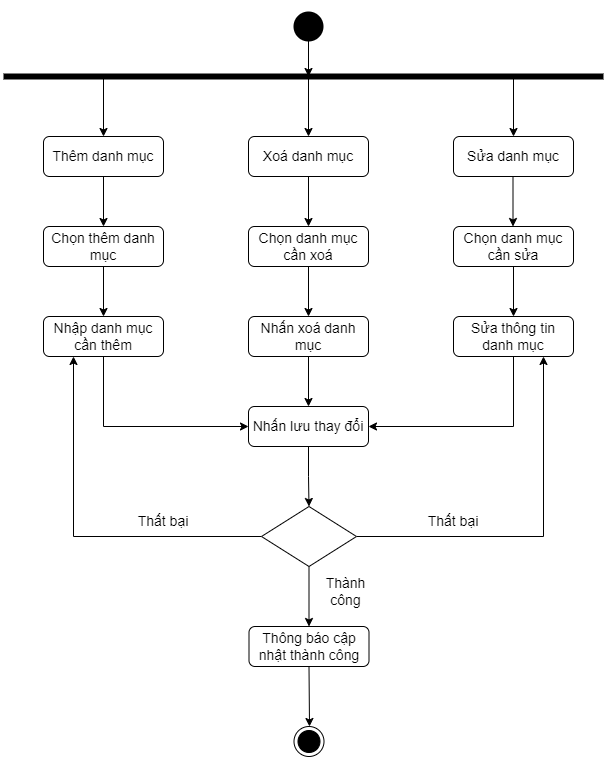 Thêm danh mục
Xoá danh mục
Sửa danh mục
Chọn thêm danh
mục
Chọn danh mục
cần xoá
Chọn danh mục
cần sửa
Nhập danh mục
cần thêm
Nhấn xoá danh
mục
Sửa thông tin
danh mục
Nhấn lưu thay đổi
Thất bại
Thất bại
Thành
công
Thông báo cập
nhật thành công